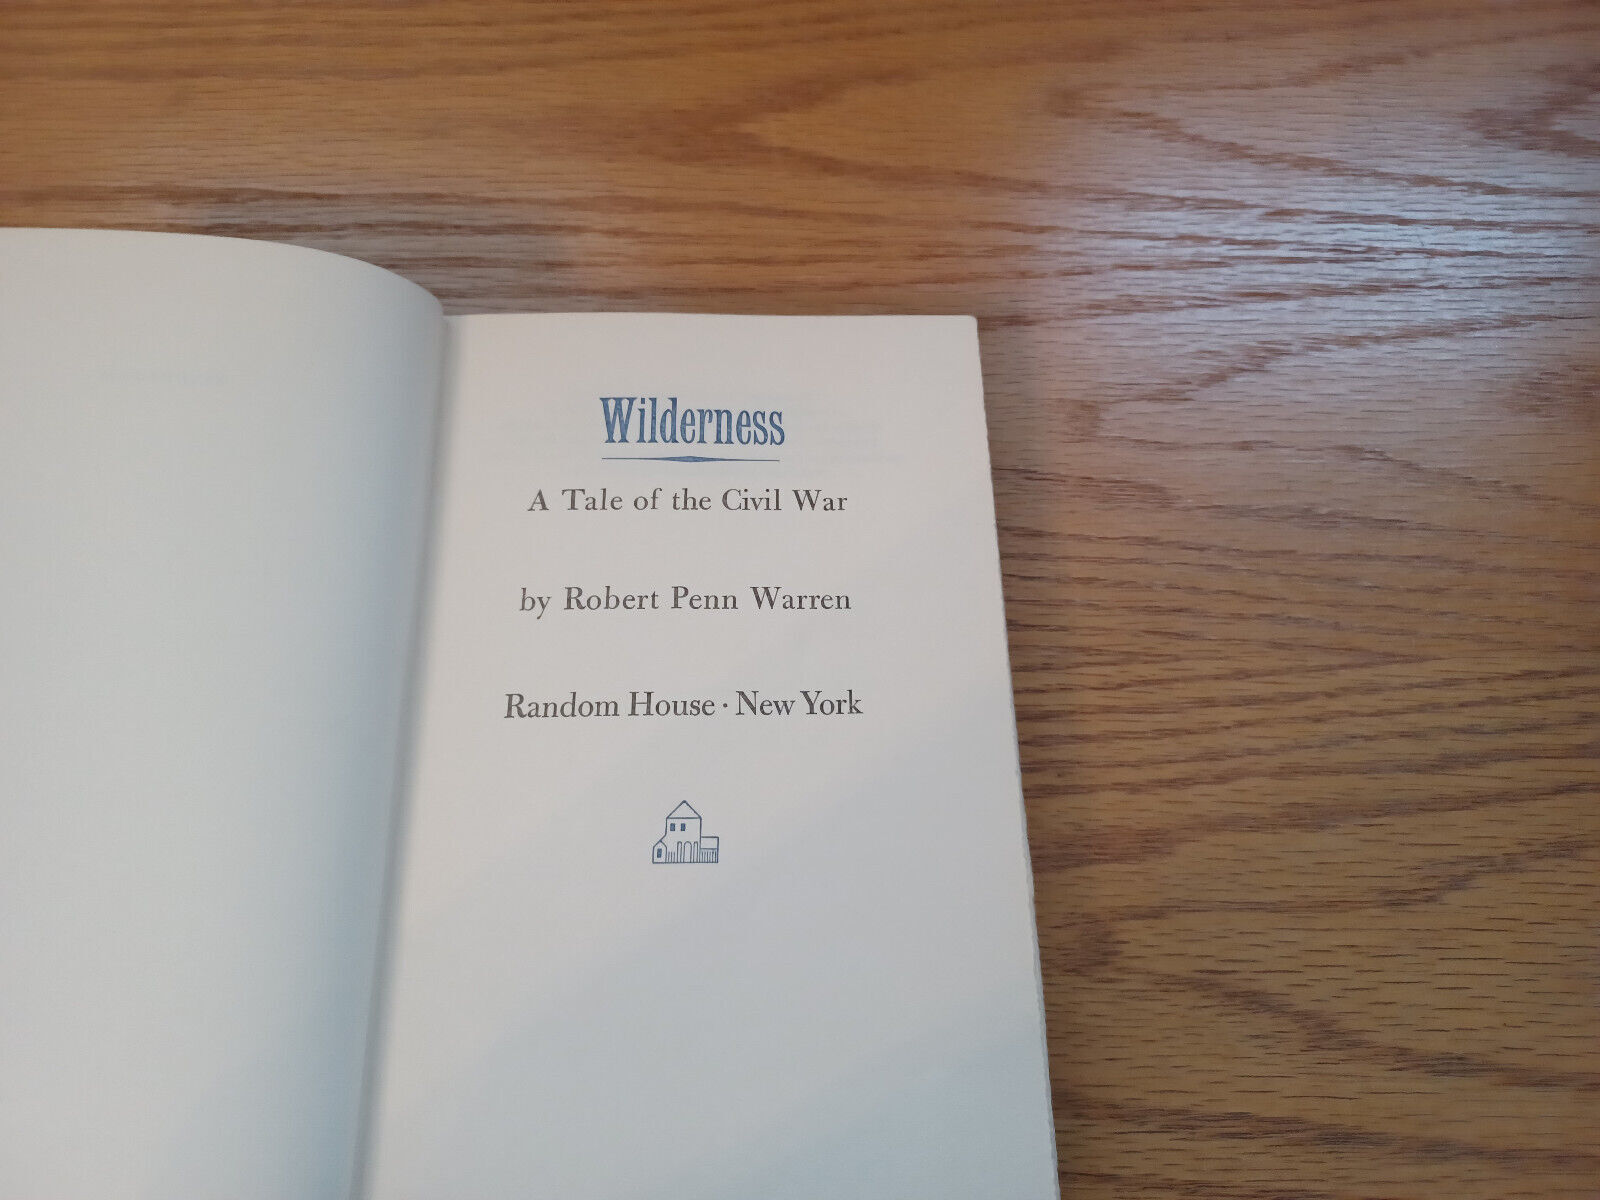 Wilderness
A Tale of the Civil War
by Robert Penn Warren
Random House · New York